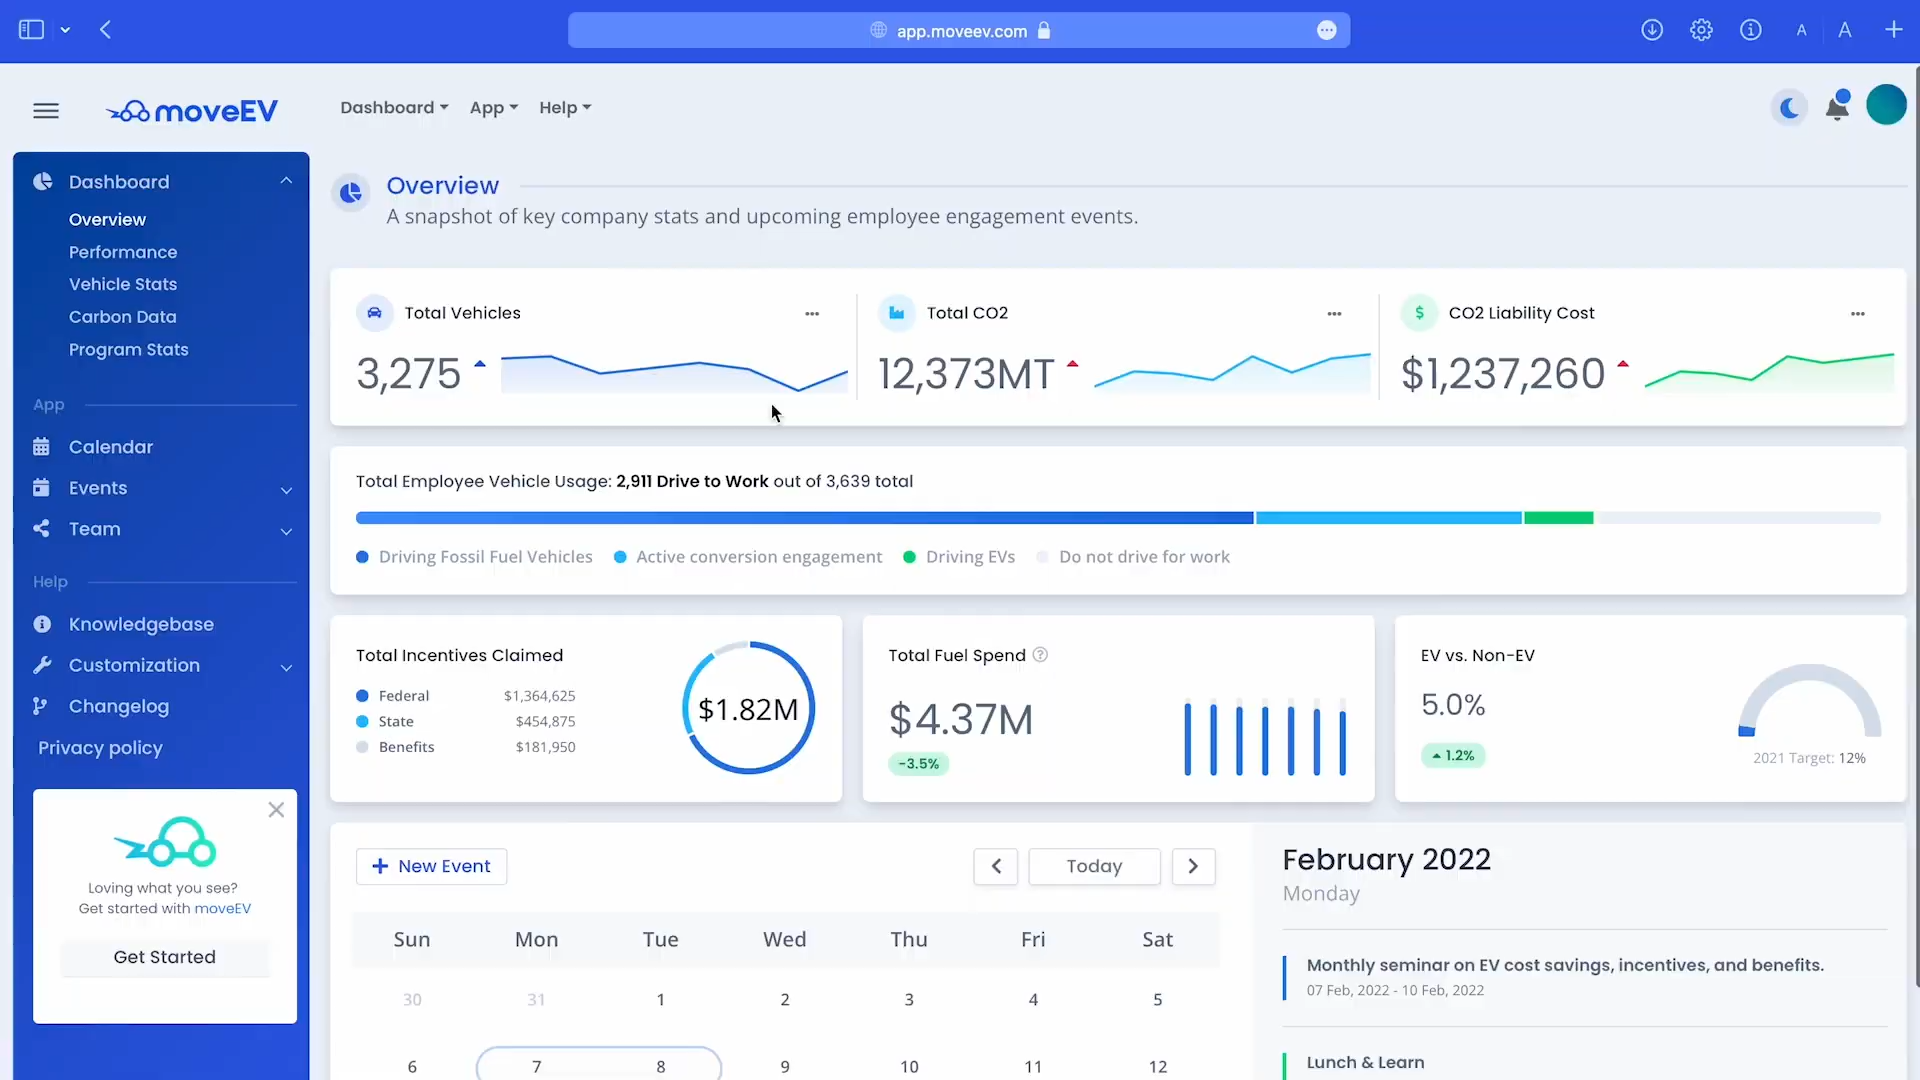 app.moveev.com
A A
moveEV
Dashboard App Help
Dashboard
Overview
Performance
Vehicle Stats
Carbon Data
Program Stats
App
Calendar
Events
Team
Help
Knowledgebase
Customization
Changelog
Privacy policy
Loving what you see?
Get started with moveEV
Get Started
Overview
A snapshot of key company stats and upcoming employee engagement events.
Total Vehicles
3,275
Total CO2
12,373MT
$ CO2 Liability Cost
$1,237,260
Total Employee Vehicle Usage: 2,911 Drive to Work out of 3,639 total
Driving Fossil Fuel Vehicles Active conversion engagement Driving EVs Do not drive for work
Total Incentives Claimed
Federal $1,364,625
State $454,875
Benefits $181,950
$1.82M
Total Fuel Spend ?
$4.37M
-3.5%
EV vs. Non-EV
5.0%
1.2%
2021 Target: 12%
+ New Event
Today
Sun Mon Tue Wed Thu Fri Sat
30 31 1 2 3 4 5
6 7 8 9 10 11 12
February 2022
Monday
Monthly seminar on EV cost savings, incentives, and benefits.
07 Feb, 2022 - 10 Feb, 2022
Lunch & Learn